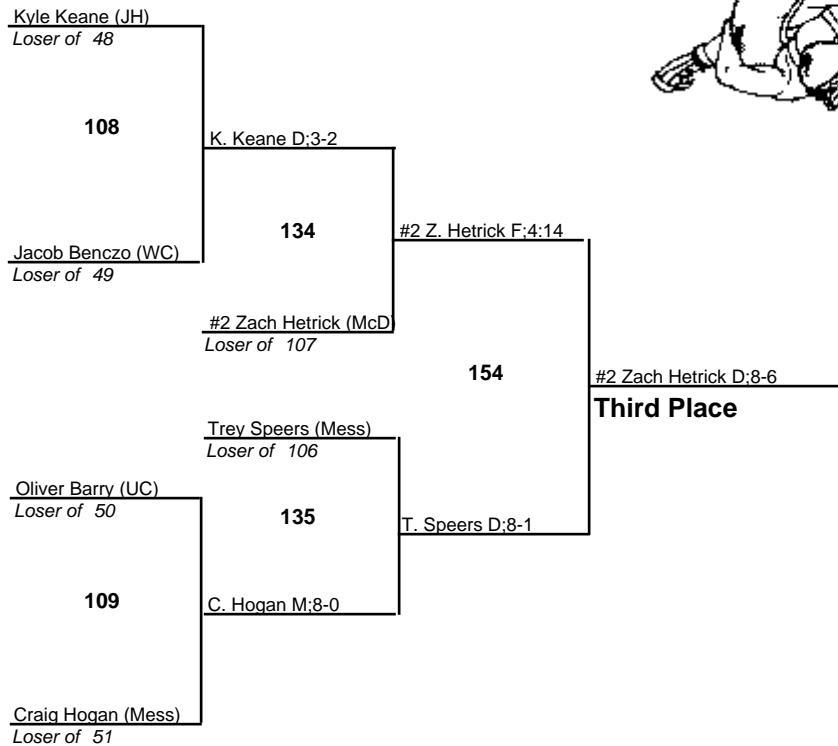 Kyle Keane (JH)
Loser of 48
108
K. Keane D;3-2
134
#2 Z. Hetrick F;4:14
Jacob Benczo (WC)
Loser of 49
#2 Zach Hetrick (McD)
Loser of 107
154
#2 Zach Hetrick D;8-6
Third Place
Trey Speers (Mess)
Loser of 106
Oliver Barry (UC)
Loser of 50
135
T. Speers D;8-1
109
C. Hogan M;8-0
Craig Hogan (Mess)
Loser of 51